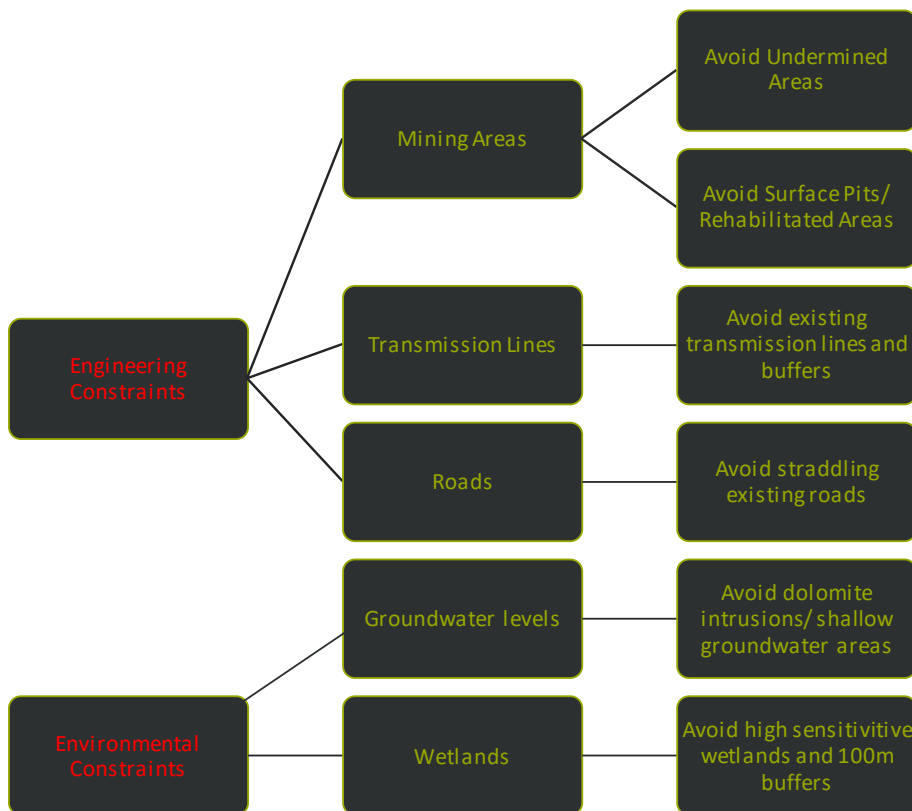 Engineering
Constraints
Mining Areas
Avoid Undermined
Areas
Avoid Surface Pits/
Rehabilitated Areas
Transmission Lines
Avoid existing
transmission lines and
buffers
Roads
Avoid straddling
existing roads
Environmental
Constraints
Groundwater levels
Avoid dolomite
intrusions/ shallow
groundwater areas
Wetlands
Avoid high sensitivitive
wetlands and 100m
buffers